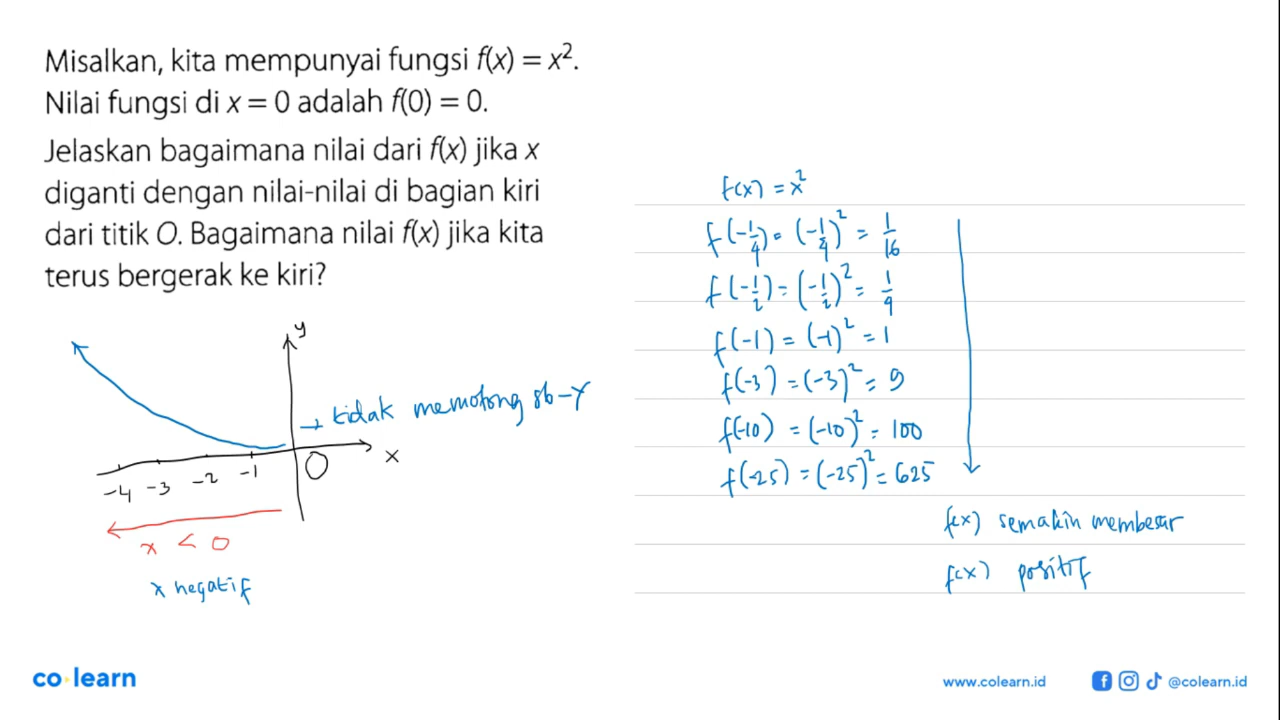 Misalkan, kita mempunyai fungsi f(x) = x².
Nilai fungsi di x = 0 adalah f(0) = 0.
Jelaskan bagaimana nilai dari f(x) jika x
diganti dengan nilai-nilai di bagian kiri
dari titik O. Bagaimana nilai f(x) jika kita
terus bergerak ke kiri?
y
→ tidak memotong sb-Y
x
-4 -3 -2 -1 O
x < 0
x negatif
f(x) = x²
f(-1/4) = (-1/4)² = 1/16
f(-1/2) = (-1/2)² = 1/4
f(-1) = (-1)² = 1
f(-3) = (-3)² = 9
f(-10) = (-10)² = 100
f(-25) = (-25)² = 625
f(x) semakin membesar
f(x) positif
co learn
www.colearn.id
@colearn.id